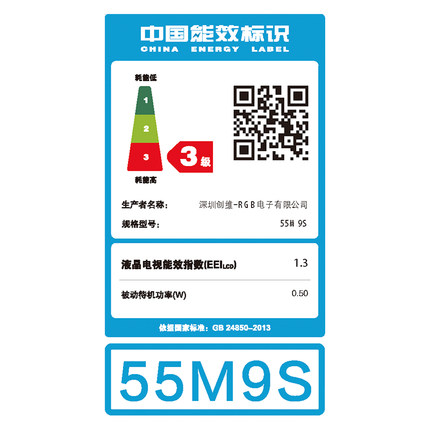 中国能效标识
CHINA ENERGY LABEL
耗能低
1
2
3
3级
耗能高
生产者名称: 深圳创维-RGB电子有限公司
规格型号: 55M9S
液晶电视能效指数(EEILCD) 1.3
被动待机功率(W) 0.50
依据国家标准: GB 24850-2013
55M9S